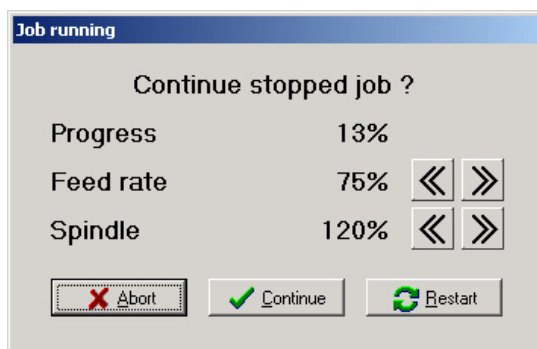 Job running
Continue stopped job ?
Progress 13%
Feed rate 75%
Spindle 120%
Abort Continue Restart